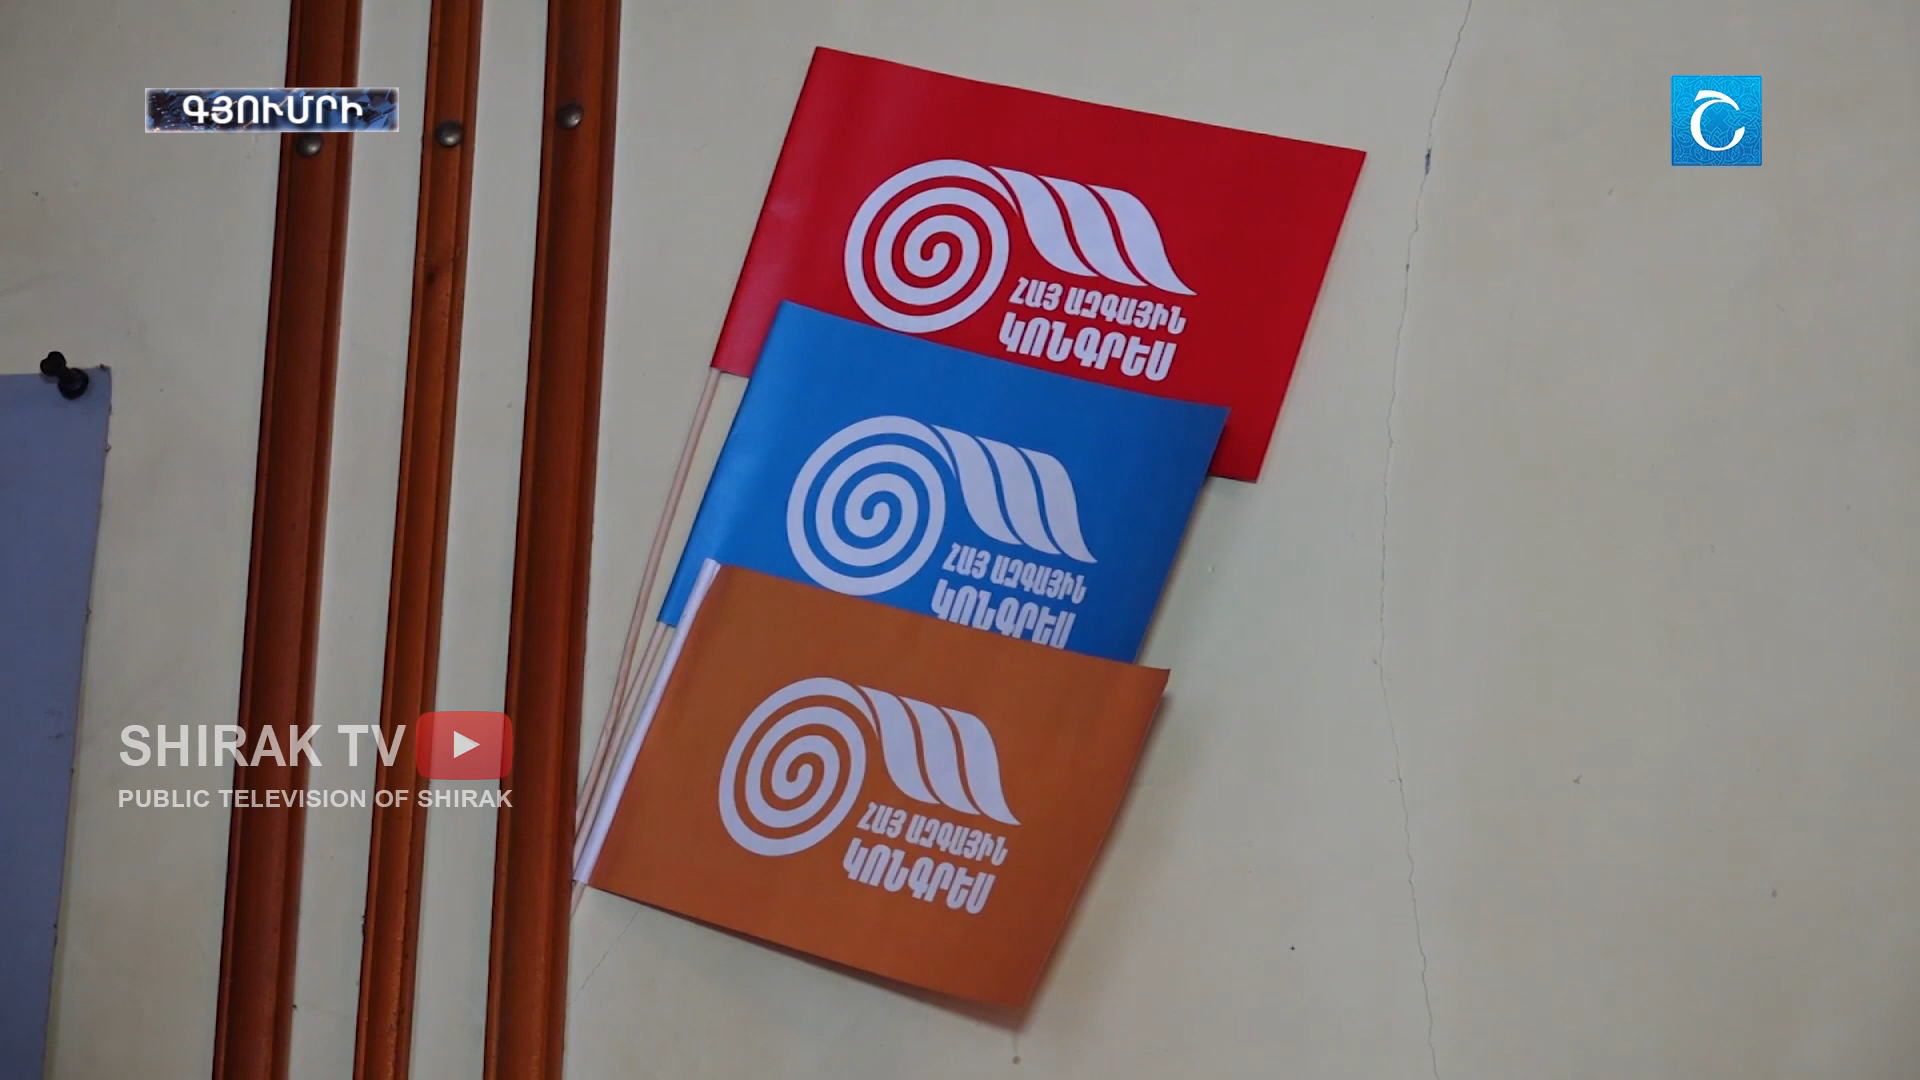 ԳՅՈՒՄՐԻ
ՀԱՅ ԱԶԳԱՅԻՆ
ԿՈՆԳՐԵՍ
ՀԱՅ ԱԶԳԱՅԻՆ
ԿՈՆԳՐԵՍ
ՀԱՅ ԱԶԳԱՅԻՆ
ԿՈՆԳՐԵՍ
SHIRAK TV
PUBLIC TELEVISION OF SHIRAK